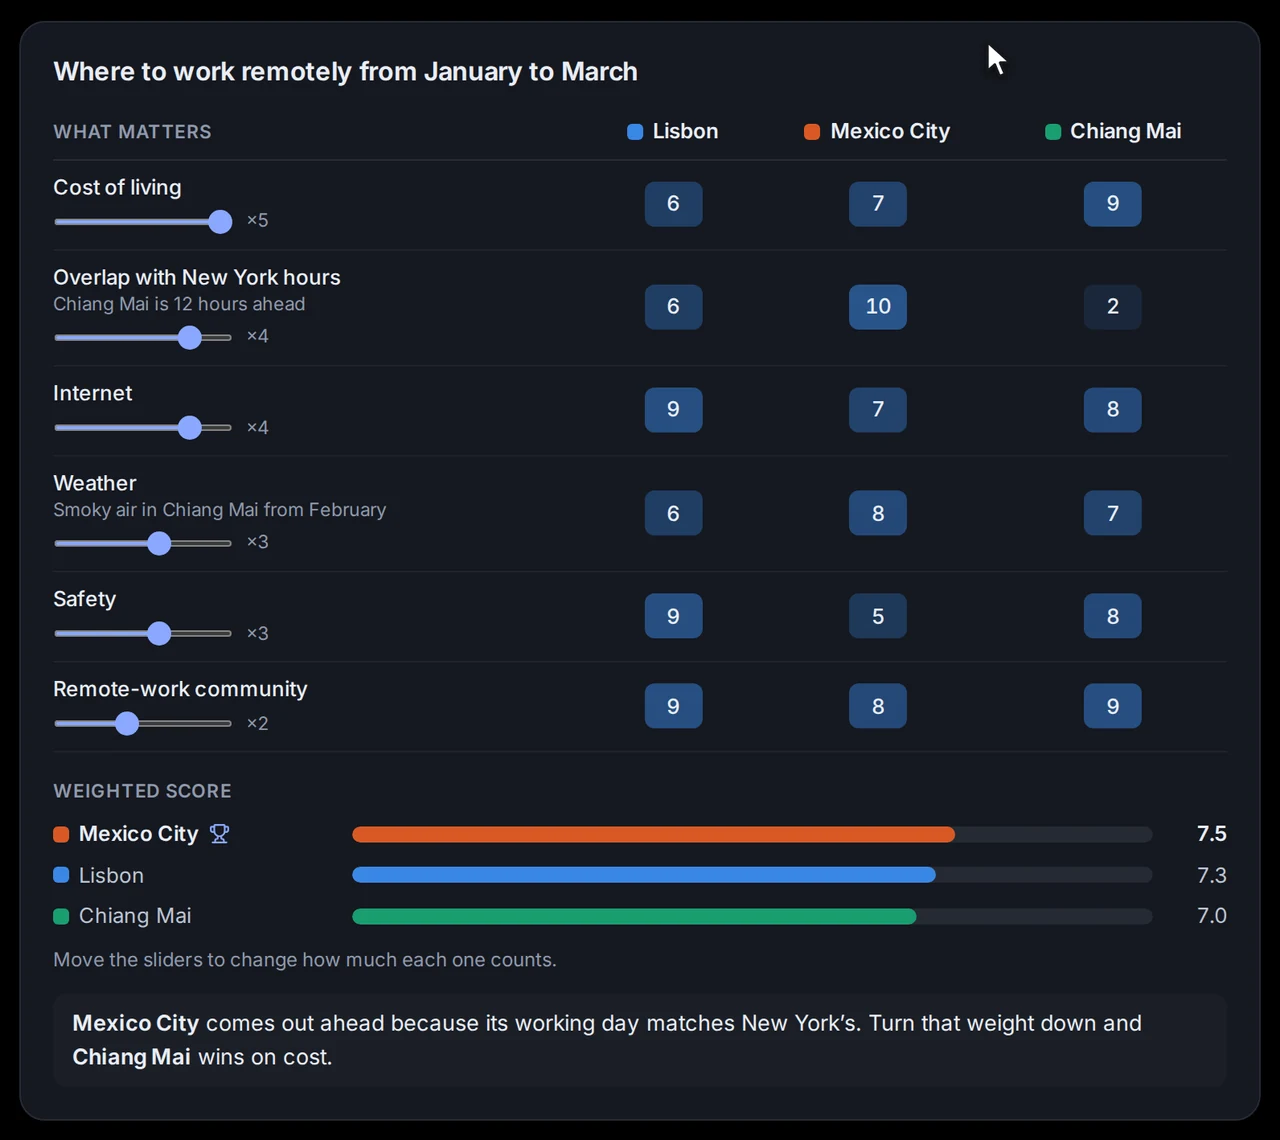 Where to work remotely from January to March
WHAT MATTERS Lisbon Mexico City Chiang Mai
Cost of living
×5 6 7 9
Overlap with New York hours
Chiang Mai is 12 hours ahead
×4 6 10 2
Internet
×4 9 7 8
Weather
Smoky air in Chiang Mai from February
×3 6 8 7
Safety
×3 9 5 8
Remote-work community
×2 9 8 9
WEIGHTED SCORE
Mexico City 7.5
Lisbon 7.3
Chiang Mai 7.0
Move the sliders to change how much each one counts.
Mexico City comes out ahead because its working day matches New York’s. Turn that weight down and
Chiang Mai wins on cost.